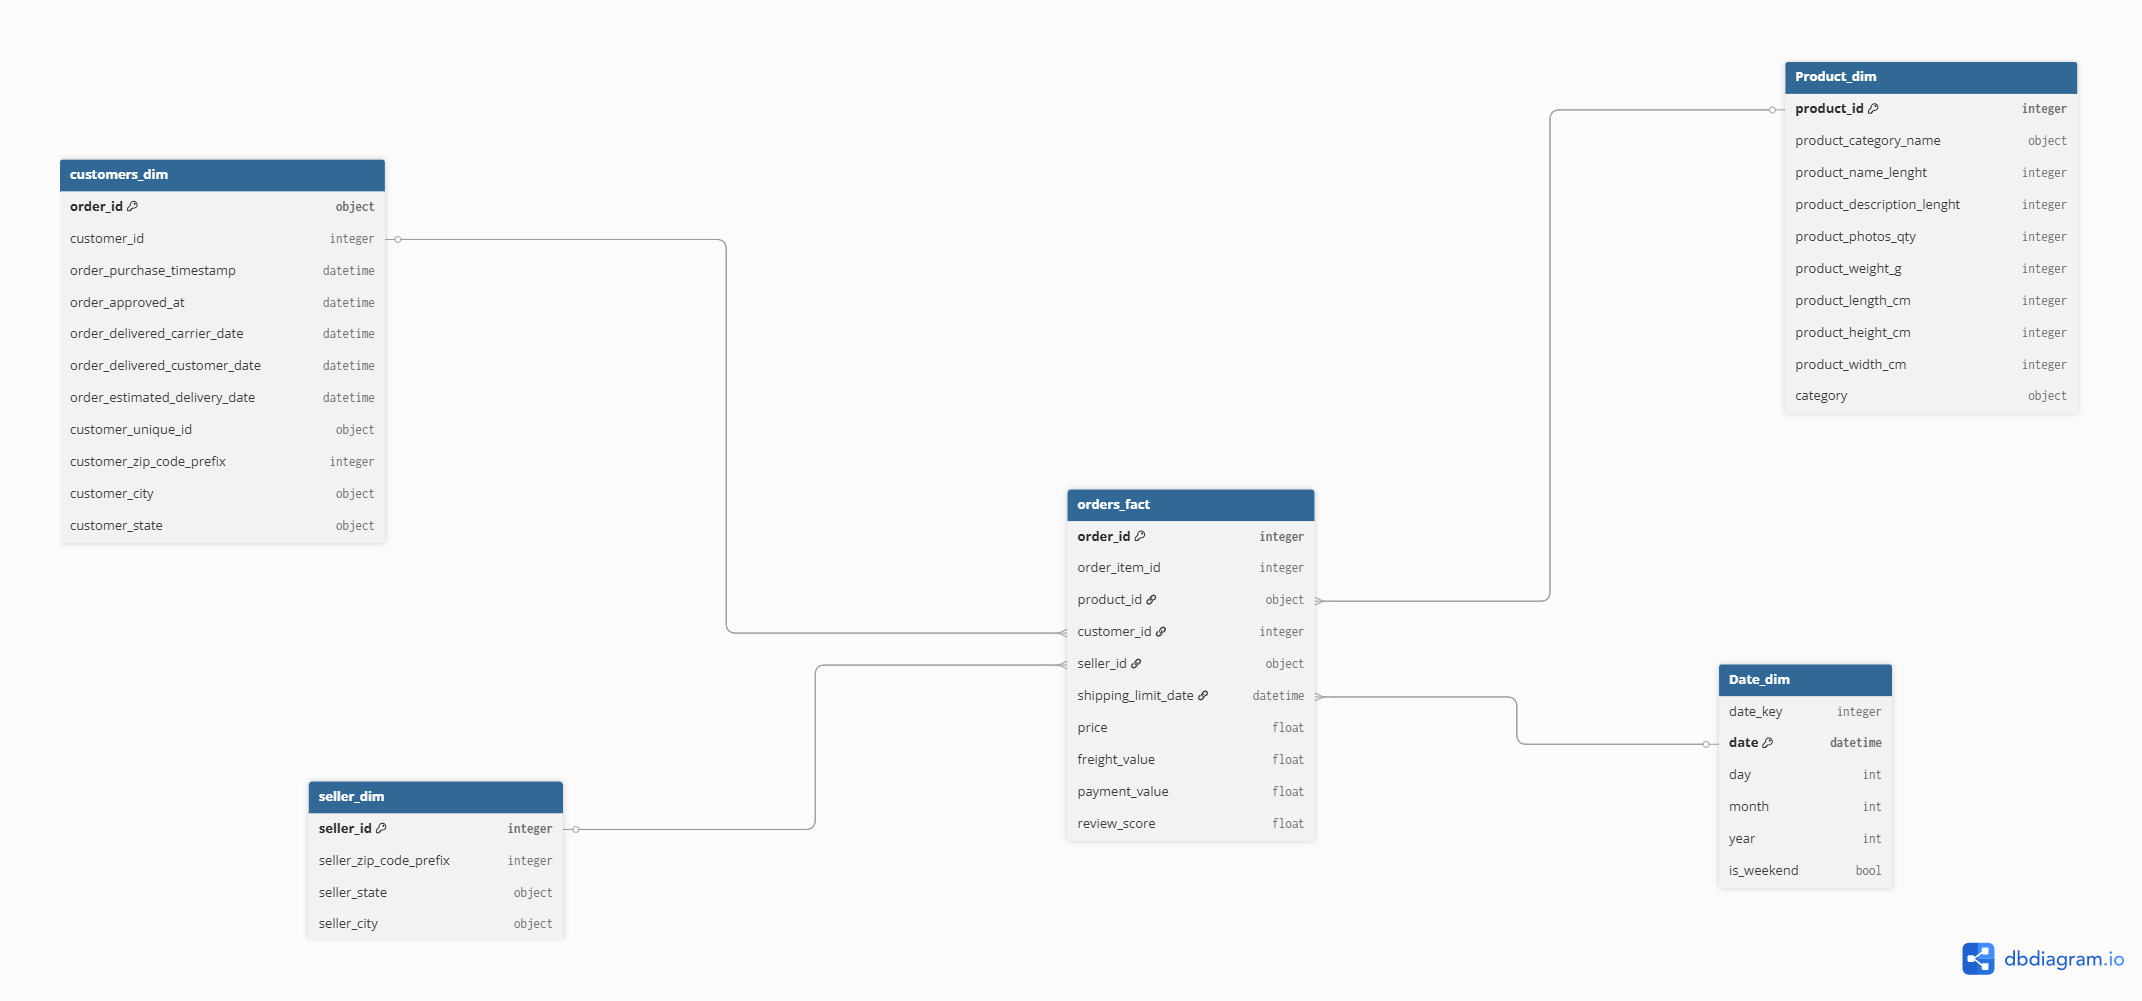 customers_dim
order_id object
customer_id integer
order_purchase_timestamp datetime
order_approved_at datetime
order_delivered_carrier_date datetime
order_delivered_customer_date datetime
order_estimated_delivery_date datetime
customer_unique_id object
customer_zip_code_prefix integer
customer_city object
customer_state object
seller_dim
seller_id integer
seller_zip_code_prefix integer
seller_state object
seller_city object
orders_fact
order_id integer
order_item_id integer
product_id object
customer_id integer
seller_id object
shipping_limit_date datetime
price float
freight_value float
payment_value float
review_score float
Product_dim
product_id integer
product_category_name object
product_name_lenght integer
product_description_lenght integer
product_photos_qty integer
product_weight_g integer
product_length_cm integer
product_height_cm integer
product_width_cm integer
category object
Date_dim
date_key integer
date datetime
day int
month int
year int
is_weekend bool
dbdiagram.io